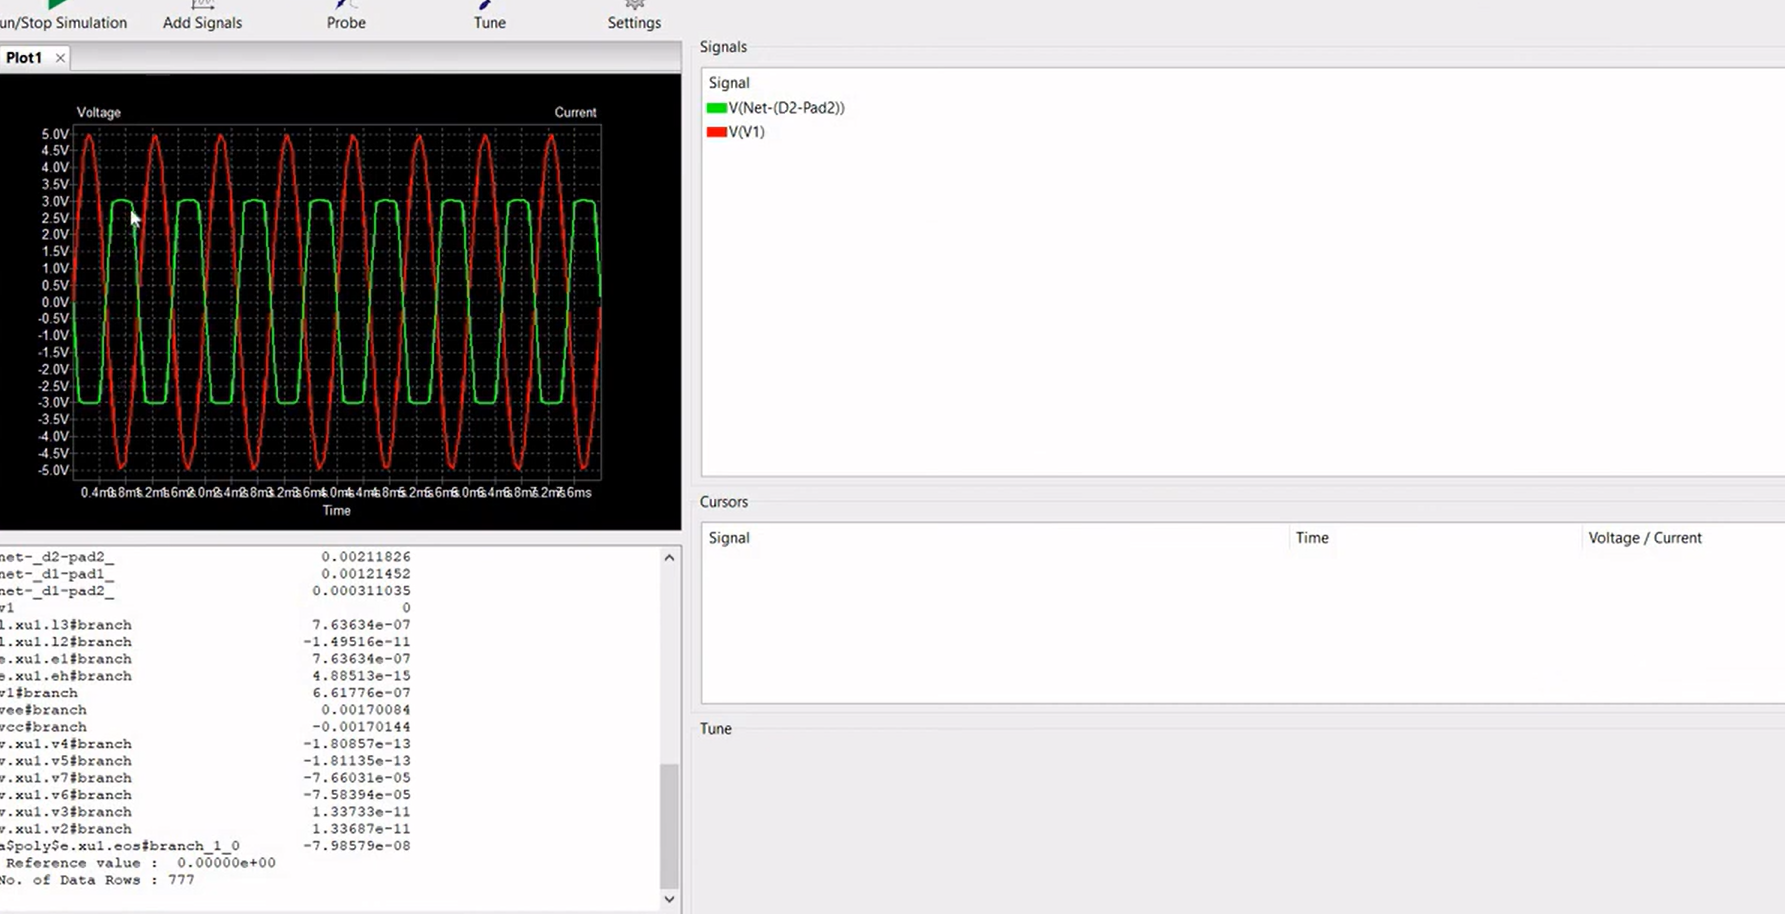 un/Stop Simulation Add Signals Probe Tune Settings
Plot1
Voltage Current
5.0V
4.5V
4.0V
3.5V
3.0V
2.5V
2.0V
1.5V
1.0V
0.5V
0.0V
-0.5V
-1.0V
-1.5V
-2.0V
-2.5V
-3.0V
-3.5V
-4.0V
-4.5V
-5.0V
Time
Signals
Signal
V(Net-(D2-Pad2))
V(V1)
Cursors
Signal Time Voltage / Current
Tune
net-_d2-pad2_ 0.00211826
net-_d1-pad1_ 0.00121452
net-_d1-pad2_ 0.000311035
v1 0
l.xu1.l3#branch 7.63634e-07
l.xu1.l2#branch -1.49516e-11
e.xu1.e1#branch 7.63634e-07
e.xu1.eh#branch 4.88513e-15
v1#branch 6.61776e-07
vee#branch 0.00170084
vcc#branch -0.00170144
v.xu1.v4#branch -1.80857e-13
v.xu1.v5#branch -1.81135e-13
v.xu1.v7#branch -7.66031e-05
v.xu1.v6#branch -7.58394e-05
v.xu1.v3#branch 1.33733e-11
v.xu1.v2#branch 1.33687e-11
a$poly$e.xu1.eos#branch_1_0 -7.98579e-08
Reference value : 0.00000e+00
No. of Data Rows : 777